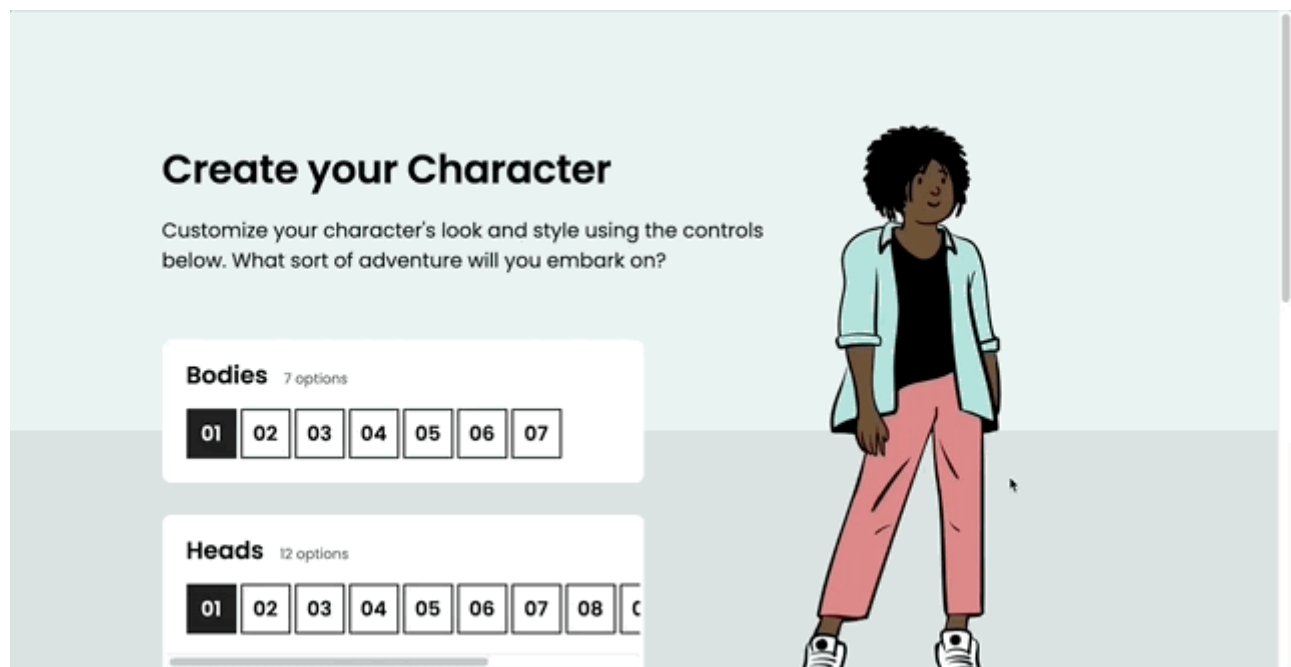 Create your Character
Customize your character's look and style using the controls
below. What sort of adventure will you embark on?
Bodies 7 options
01 02 03 04 05 06 07
Heads 12 options
01 02 03 04 05 06 07 08